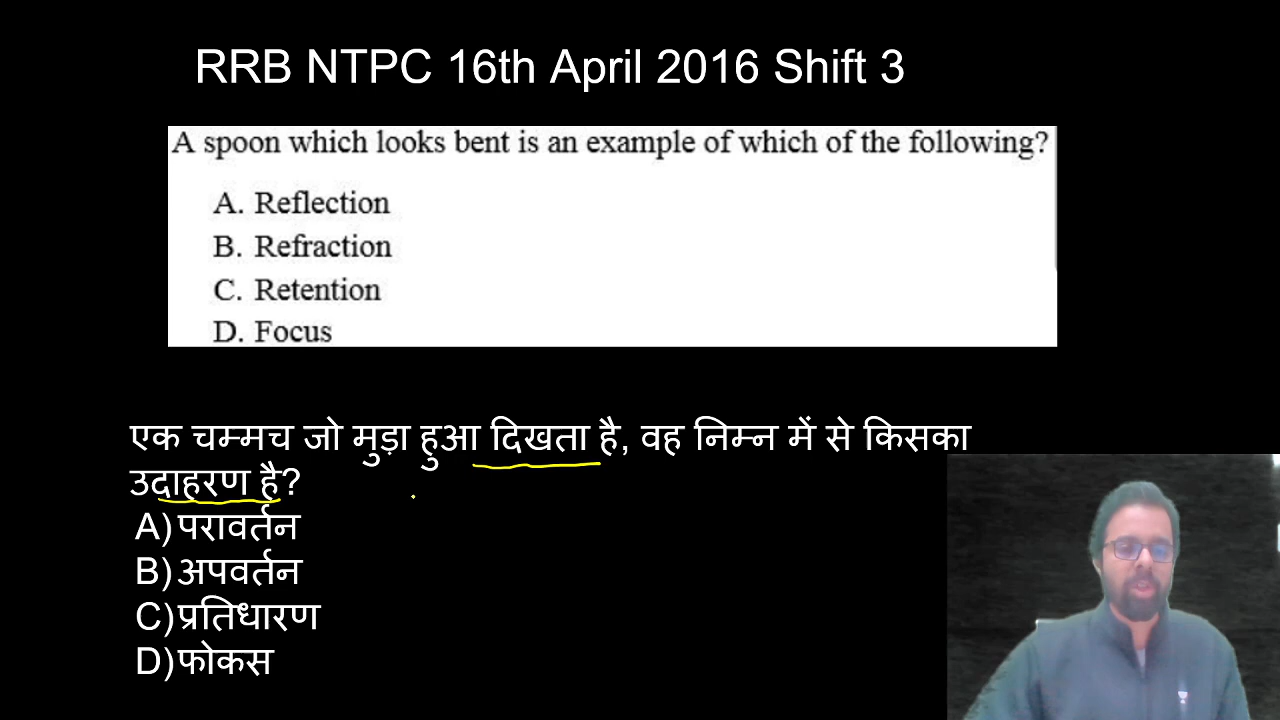 RRB NTPC 16th April 2016 Shift 3
A spoon which looks bent is an example of which of the following?
A. Reflection
B. Refraction
C. Retention
D. Focus
एक चम्मच जो मुड़ा हुआ दिखता है, वह निम्न में से किसका
उदाहरण है?
A) परावर्तन
B) अपवर्तन
C) प्रतिधारण
D) फोकस